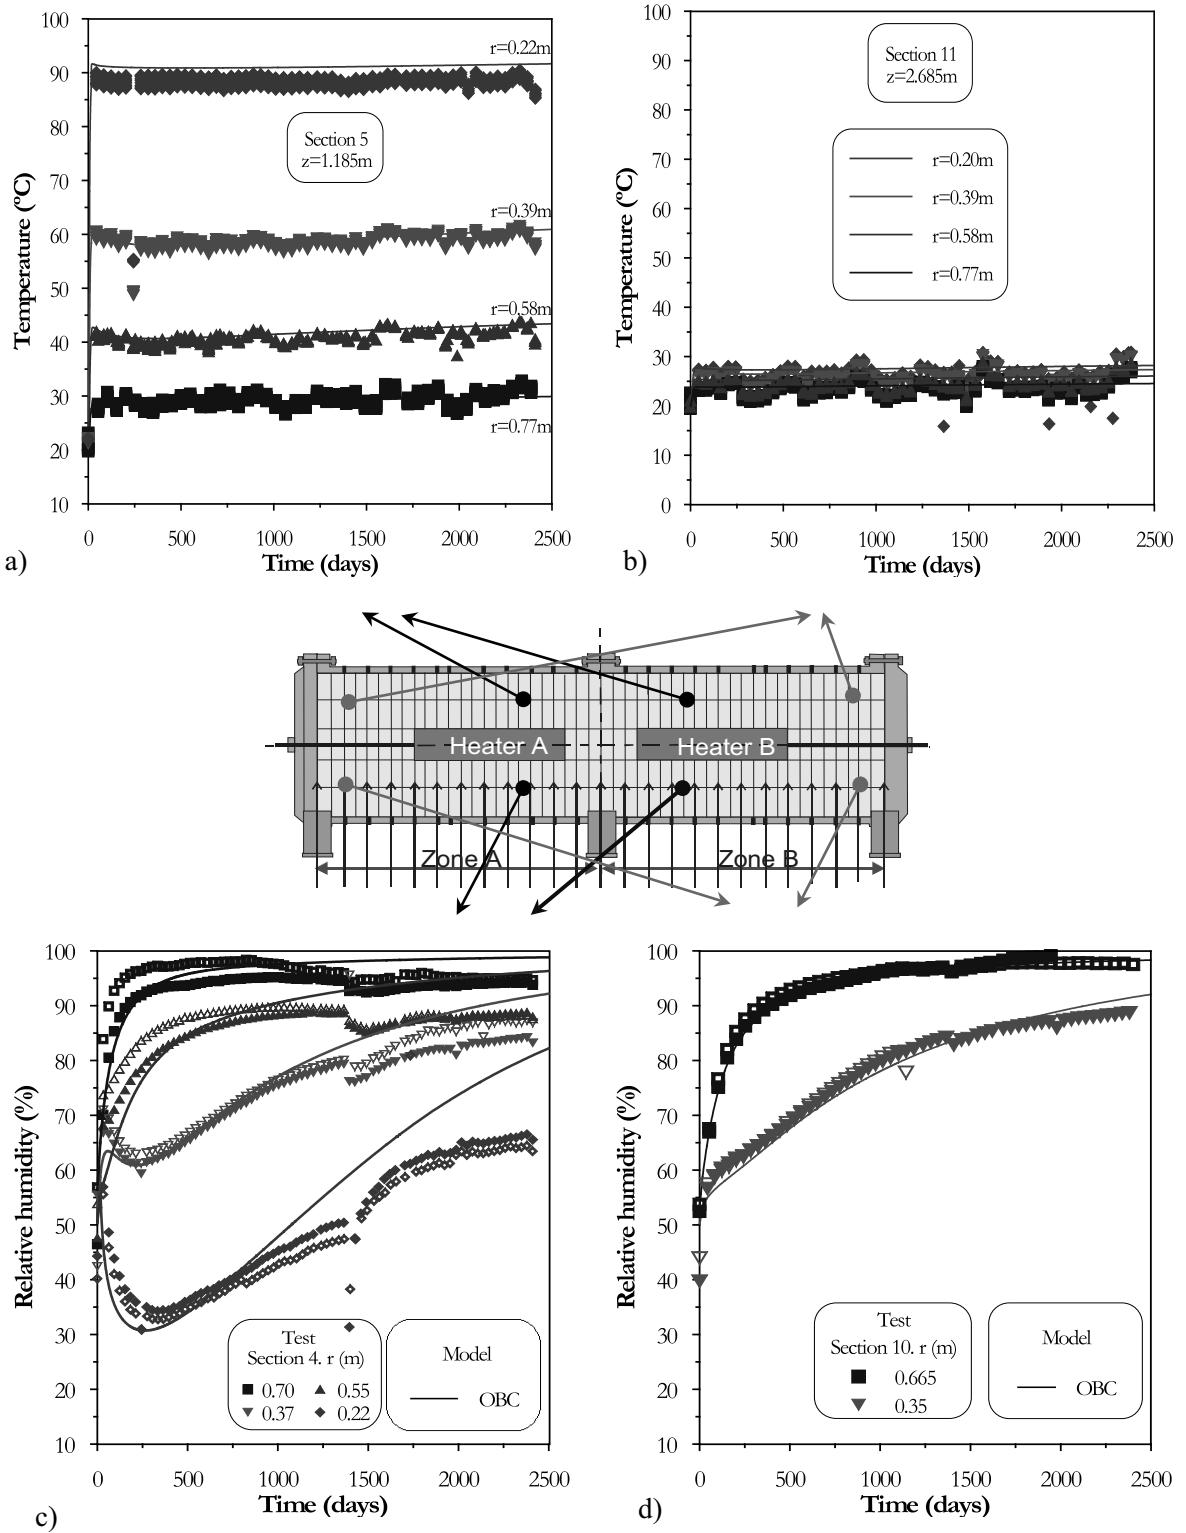 100
90
80
70
60
50
40
30
20
10
Temperature (ºC)
r=0.22m
Section 5
z=1.185m
r=0.39m
r=0.58m
r=0.77m
0
500
1000
1500
2000
2500
Time (days)
a)
100
90
80
70
60
50
40
30
20
10
0
Temperature (ºC)
Section 11
z=2.685m
r=0.20m
r=0.39m
r=0.58m
r=0.77m
0
500
1000
1500
2000
2500
Time (days)
b)
Heater A
Heater B
Zone A
Zone B
100
90
80
70
60
50
40
30
20
10
Relative humidity (%)
Test
Section 4. r (m)
0.70
0.55
0.37
0.22
Model
OBC
0
500
1000
1500
2000
2500
Time (days)
c)
100
90
80
70
60
50
40
30
20
10
Relative humidity (%)
Test
Section 10. r (m)
0.665
0.35
Model
OBC
0
500
1000
1500
2000
2500
Time (days)
d)